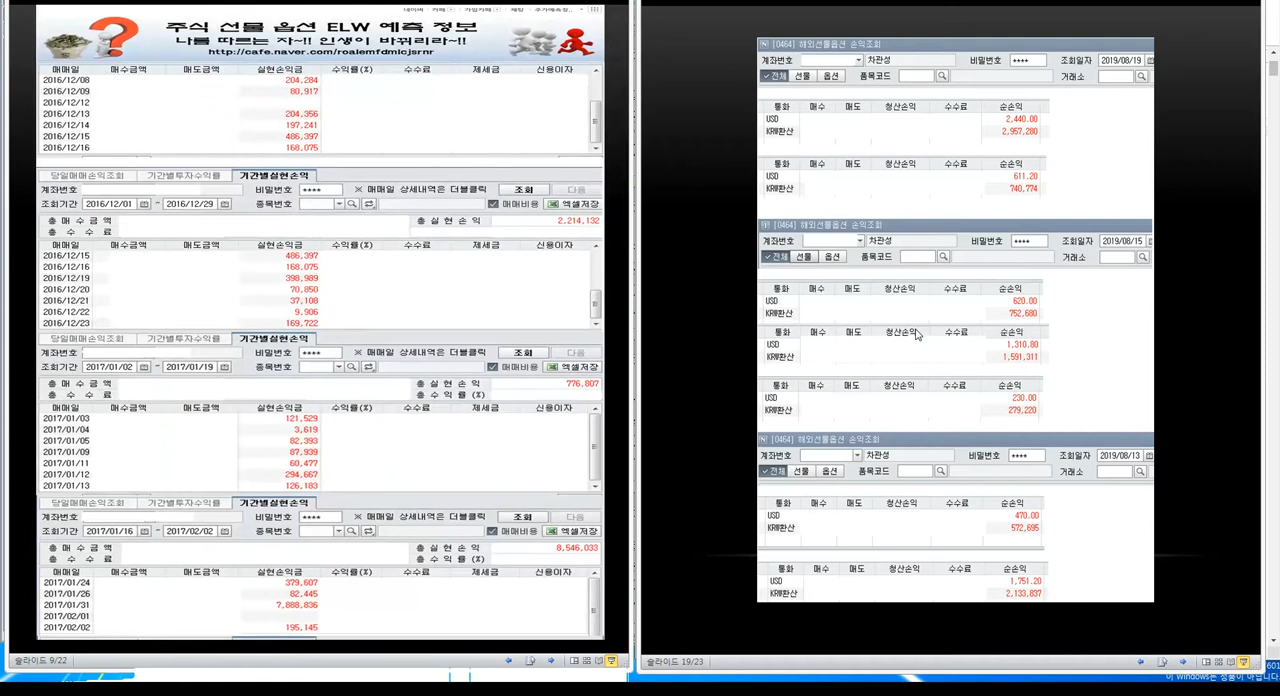 주식 선물 옵션 ELW 예측 정보
나를 따르는 자~!! 인생이 바뀌리라~!!
http://cafe.naver.com/roalemfdmlcjsrnr
매매일 매수금액 매도금액 실현손익금 수익률(%) 수수료 제세금 신용이자
2016/12/08 204,284
2016/12/09 80,917
2016/12/12
2016/12/13 204,356
2016/12/14 197,241
2016/12/15 486,397
2016/12/16 168,075
당일매매손익조회 기간별투자수익률 기간별실현손익
계좌번호 비밀번호 **** ※ 매매일 상세내역은 더블클릭 조회 다음
조회기간 2016/12/01 ~ 2016/12/29 종목번호 매매비용 엑셀저장
총 매 수 금 액 총 실 현 손 익 2,214,132
총 수 수 료
매매일 매수금액 매도금액 실현손익금 수익률(%) 수수료 제세금 신용이자
2016/12/15 486,397
2016/12/16 168,075
2016/12/19 398,989
2016/12/20 70,850
2016/12/21 37,108
2016/12/22 9,906
2016/12/23 169,722
당일매매손익조회 기간별투자수익률 기간별실현손익
계좌번호 비밀번호 **** ※ 매매일 상세내역은 더블클릭 조회 다음
조회기간 2017/01/02 ~ 2017/01/19 종목번호 매매비용 엑셀저장
총 매 수 금 액 총 실 현 손 익 776,807
총 수 수 료 총 수 익 률 (%)
매매일 매수금액 매도금액 실현손익금 수익률(%) 수수료 제세금 신용이자
2017/01/03 121,529
2017/01/04 3,619
2017/01/05 82,393
2017/01/09 87,939
2017/01/11 60,477
2017/01/12 294,667
2017/01/13 126,183
당일매매손익조회 기간별투자수익률 기간별실현손익
계좌번호 비밀번호 **** ※ 매매일 상세내역은 더블클릭 조회 다음
조회기간 2017/01/16 ~ 2017/02/02 종목번호 매매비용 엑셀저장
총 매 수 금 액 총 실 현 손 익 8,546,033
총 수 수 료 총 수 익 률 (%)
매매일 매수금액 매도금액 실현손익금 수익률(%) 수수료 제세금 신용이자
2017/01/24 379,607
2017/01/26 82,445
2017/01/31 7,888,836
2017/02/01
2017/02/02 195,145
슬라이드 9/22
[0464] 해외선물옵션 손익조회
계좌번호 차관성 비밀번호 **** 조회일자 2019/08/19
전체 선물 옵션 품목코드 거래소
통화 매수 매도 청산손익 수수료 순손익
USD 2,440.00
KRW환산 2,957,280
통화 매수 매도 청산손익 수수료 순손익
USD 611.20
KRW환산 740,774
[0464] 해외선물옵션 손익조회
계좌번호 차관성 비밀번호 **** 조회일자 2019/08/15
전체 선물 옵션 품목코드 거래소
통화 매수 매도 청산손익 수수료 순손익
USD 620.00
KRW환산 752,680
통화 매수 매도 청산손익 수수료 순손익
USD 1,310.80
KRW환산 1,591,311
통화 매수 매도 청산손익 수수료 순손익
USD 230.00
KRW환산 279,220
[0464] 해외선물옵션 손익조회
계좌번호 차관성 비밀번호 **** 조회일자 2019/08/13
전체 선물 옵션 품목코드 거래소
통화 매수 매도 청산손익 수수료 순손익
USD 470.00
KRW환산 572,695
통화 매수 매도 청산손익 수수료 순손익
USD 1,751.20
KRW환산 2,133,837
슬라이드 19/23
601
이 Windows는 정품이 아닙니다.